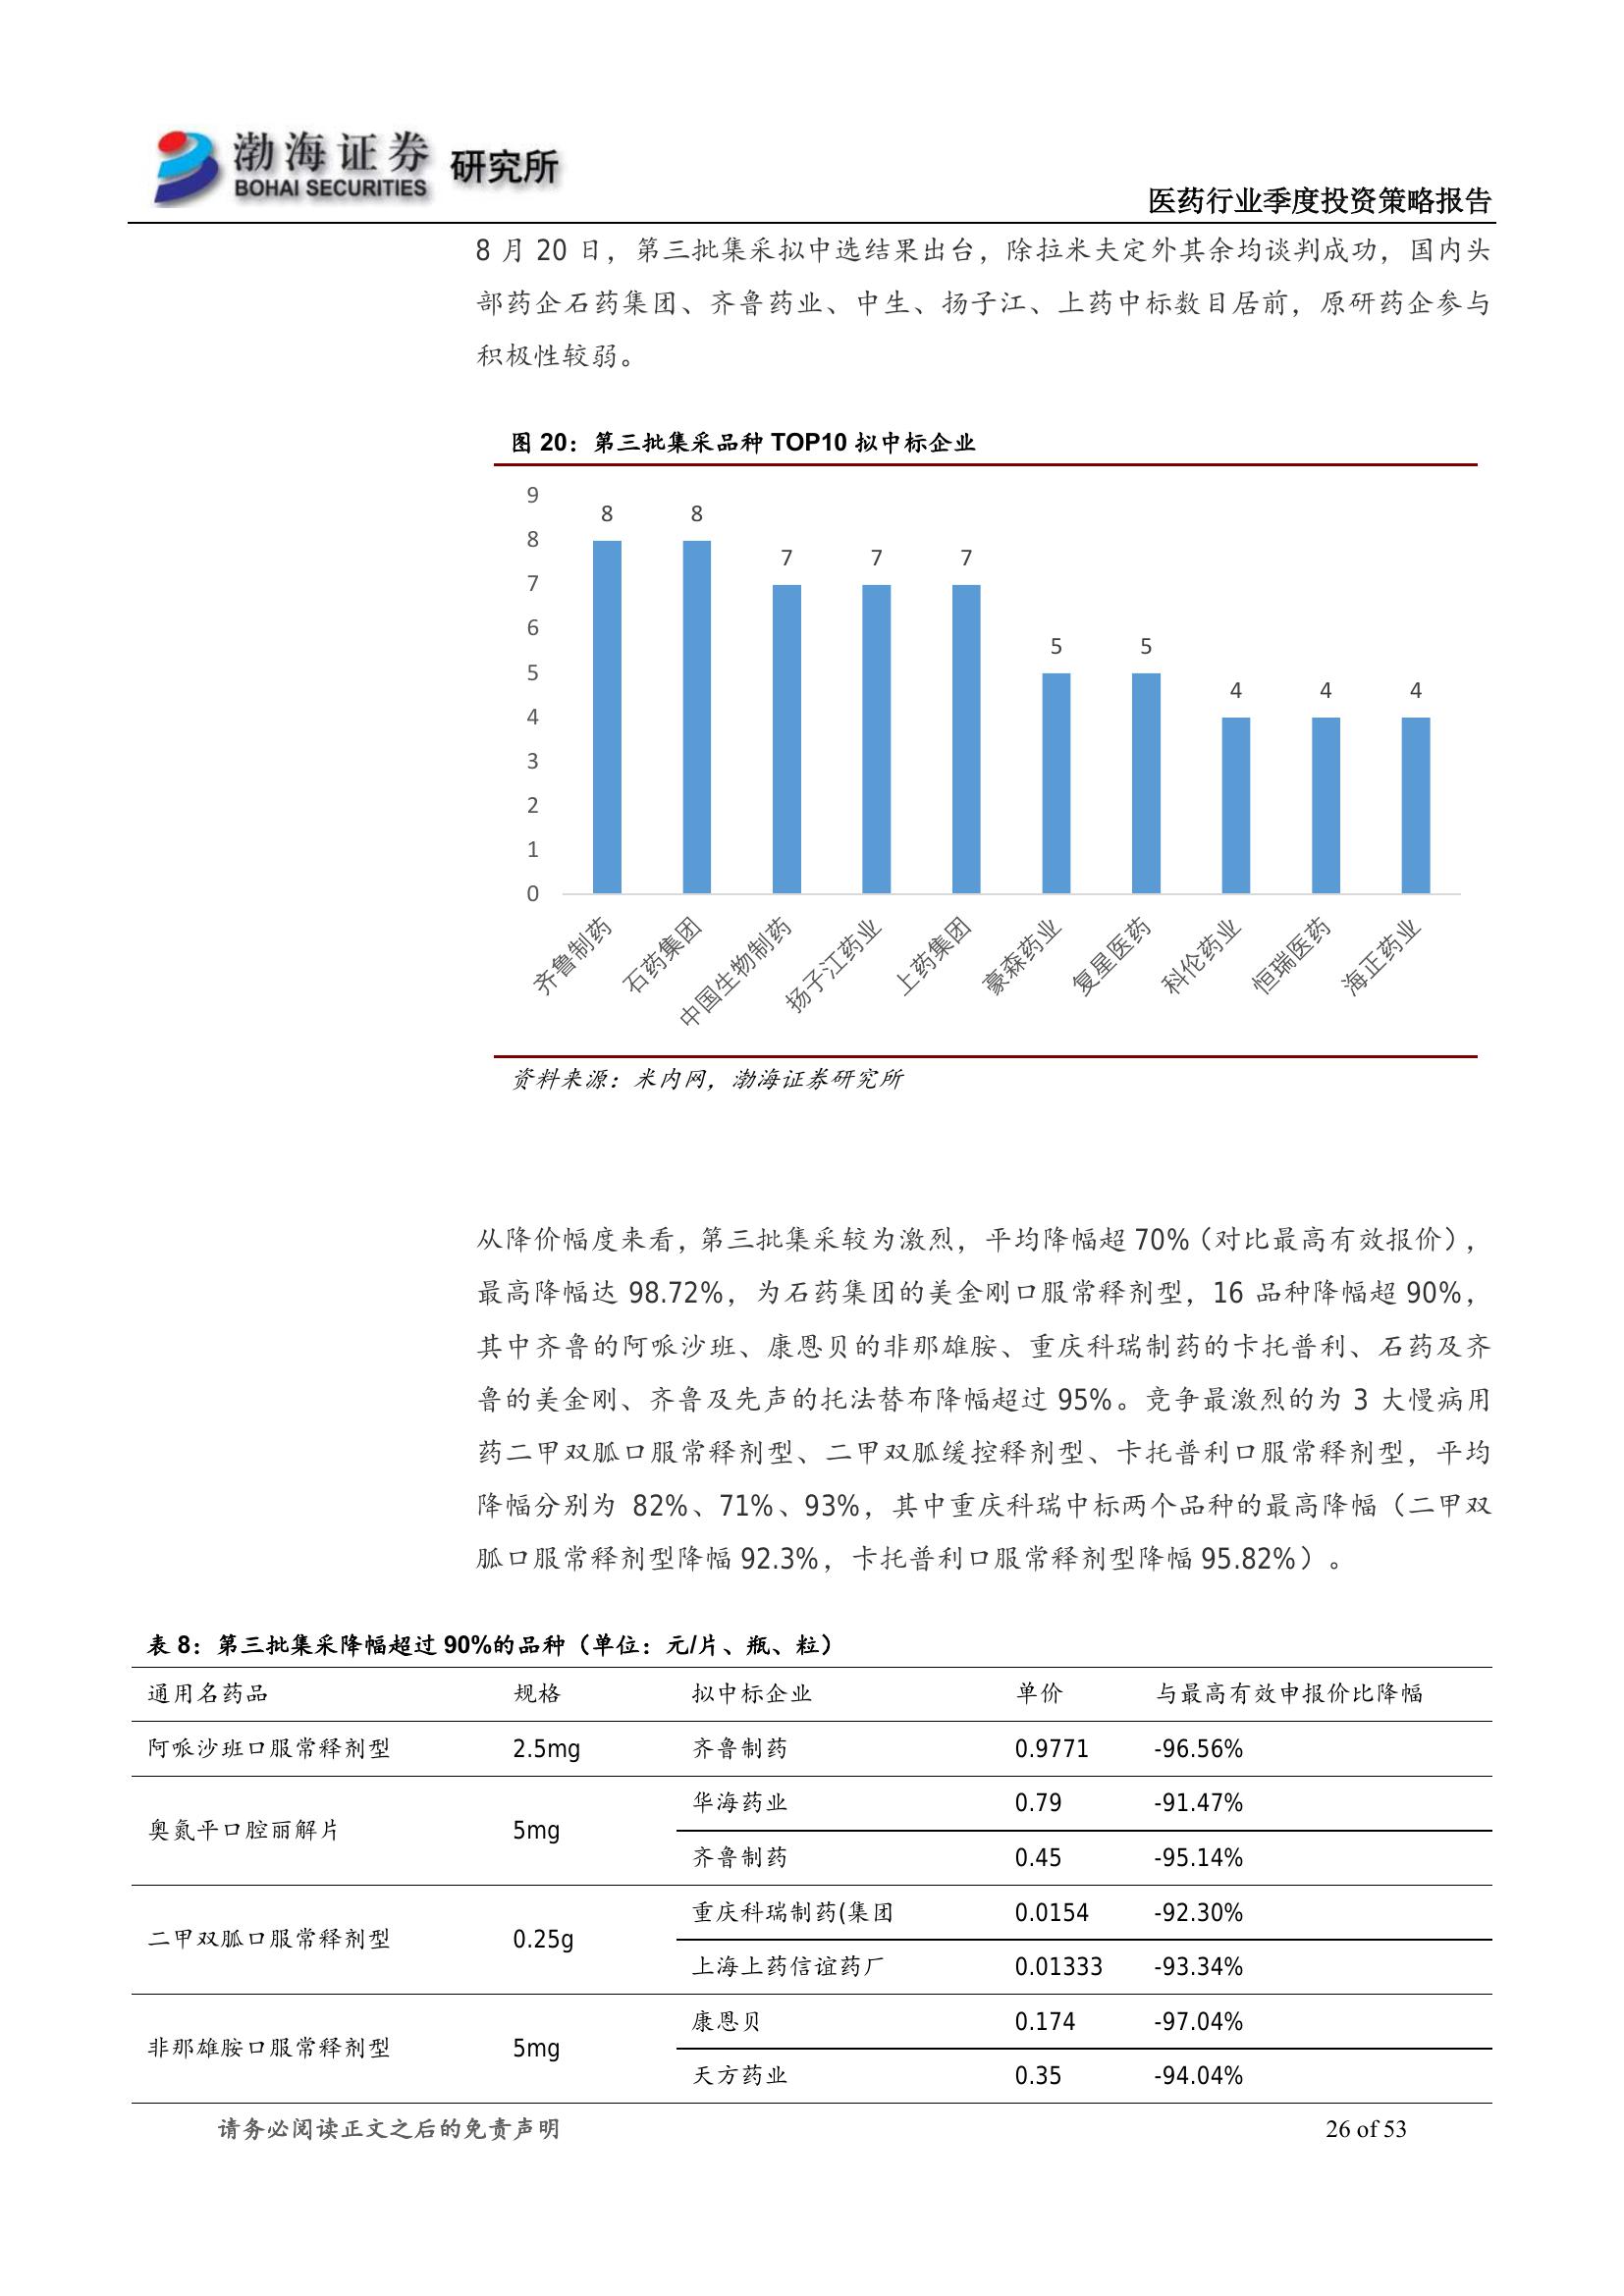 渤海证券
BOHAI SECURITIES
研究所
医药行业季度投资策略报告
8 月 20 日，第三批集采拟中选结果出台，除拉米夫定外其余均谈判成功，国内头
部药企石药集团、齐鲁药业、中生、扬子江、上药中标数目居前，原研药企参与
积极性较弱。
图 20：第三批集采品种 TOP10 拟中标企业
9
8
7
6
5
4
3
2
1
0
8 8 7 7 7 5 5 4 4 4
齐鲁制药
石药集团
中国生物制药
扬子江药业
上药集团
豪森药业
复星医药
科伦药业
恒瑞医药
海正药业
资料来源：米内网，渤海证券研究所
从降价幅度来看，第三批集采较为激烈，平均降幅超 70%（对比最高有效报价），
最高降幅达 98.72%，为石药集团的美金刚口服常释剂型，16 品种降幅超 90%，
其中齐鲁的阿哌沙班、康恩贝的非那雄胺、重庆科瑞制药的卡托普利、石药及齐
鲁的美金刚、齐鲁及先声的托法替布降幅超过 95%。竞争最激烈的为 3 大慢病用
药二甲双胍口服常释剂型、二甲双胍缓控释剂型、卡托普利口服常释剂型，平均
降幅分别为 82%、71%、93%，其中重庆科瑞中标两个品种的最高降幅（二甲双
胍口服常释剂型降幅 92.3%，卡托普利口服常释剂型降幅 95.82%）。
表 8：第三批集采降幅超过 90%的品种（单位：元/片、瓶、粒）
通用名药品 规格 拟中标企业 单价 与最高有效申报价比降幅
阿哌沙班口服常释剂型 2.5mg 齐鲁制药 0.9771 -96.56%
奥氮平口腔丽解片 5mg 华海药业 0.79 -91.47%
齐鲁制药 0.45 -95.14%
二甲双胍口服常释剂型 0.25g 重庆科瑞制药(集团 0.0154 -92.30%
上海上药信谊药厂 0.01333 -93.34%
非那雄胺口服常释剂型 5mg 康恩贝 0.174 -97.04%
天方药业 0.35 -94.04%
请务必阅读正文之后的免责声明
26 of 53